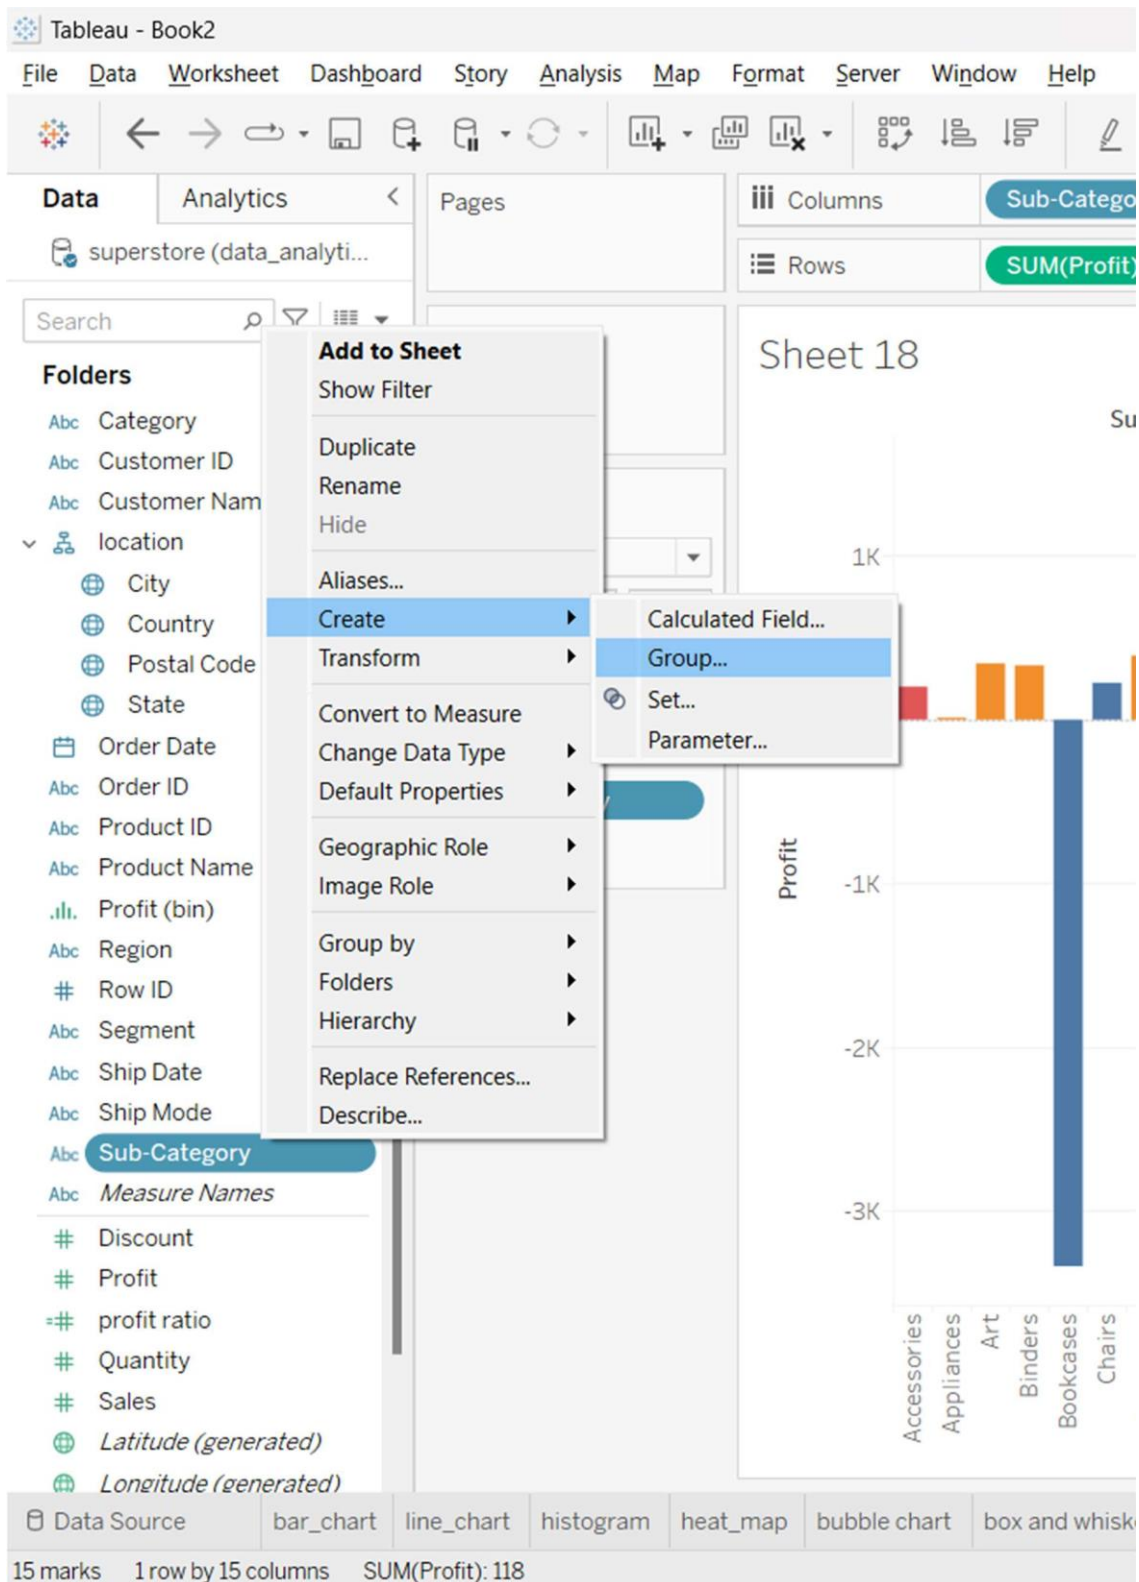 Tableau - Book2
File Data Worksheet Dashboard Story Analysis Map Format Server Window Help
Data Analytics
superstore (data_analyti...
Search
Folders
Abc Category
Abc Customer ID
Abc Customer Nam
location
City
Country
Postal Code
State
Order Date
Abc Order ID
Abc Product ID
Abc Product Name
Profit (bin)
Abc Region
# Row ID
Abc Segment
Abc Ship Date
Abc Ship Mode
Abc Sub-Category
Abc Measure Names
# Discount
# Profit
=# profit ratio
# Quantity
# Sales
Latitude (generated)
Longitude (generated)
Add to Sheet
Show Filter
Duplicate
Rename
Hide
Aliases...
Create
Transform
Convert to Measure
Change Data Type
Default Properties
Geographic Role
Image Role
Group by
Folders
Hierarchy
Replace References...
Describe...
Calculated Field...
Group...
Set...
Parameter...
Pages
Columns Sub-Catego
Rows SUM(Profit)
Sheet 18
Su
1K
-1K
-2K
-3K
Profit
Accessories
Appliances
Art
Binders
Bookcases
Chairs
Data Source bar_chart line_chart histogram heat_map bubble chart box and whisk
15 marks 1 row by 15 columns SUM(Profit): 118